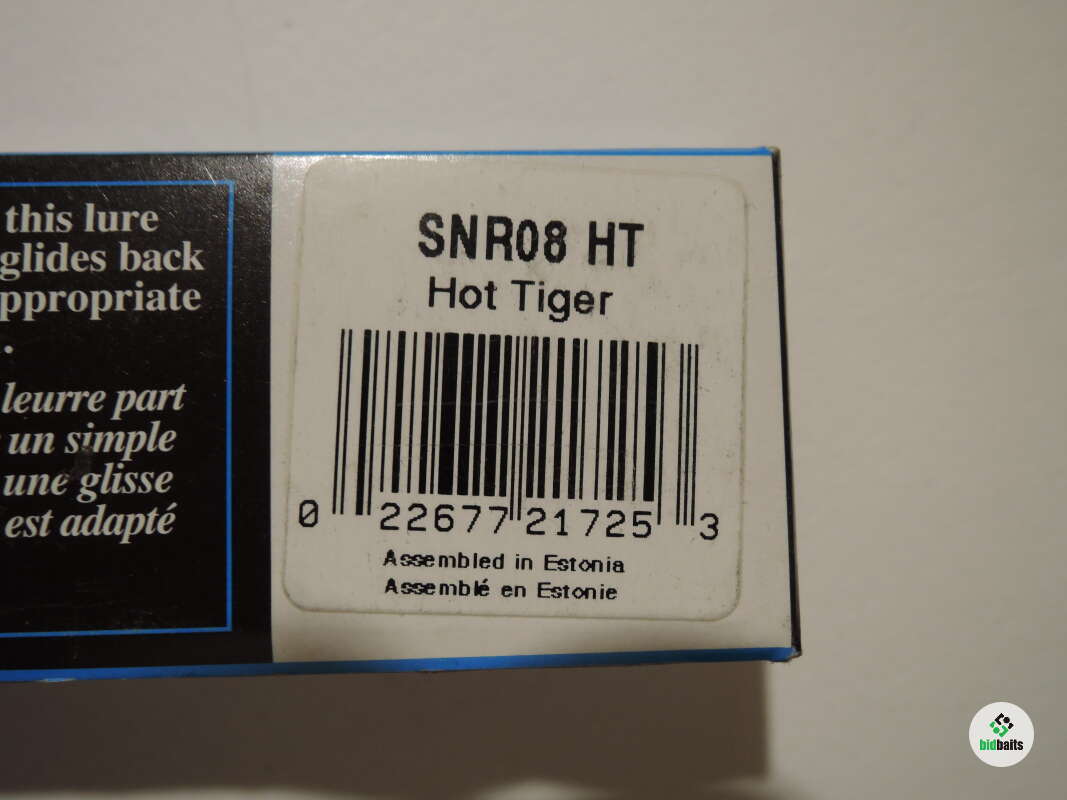 this lure
glides back
ppropriate
.
leurre part
un simple
une glisse
est adapté
SNR08 HT
Hot Tiger
0 22677 21725 3
Assembled in Estonia
Assemblé en Estonie
bidbaits